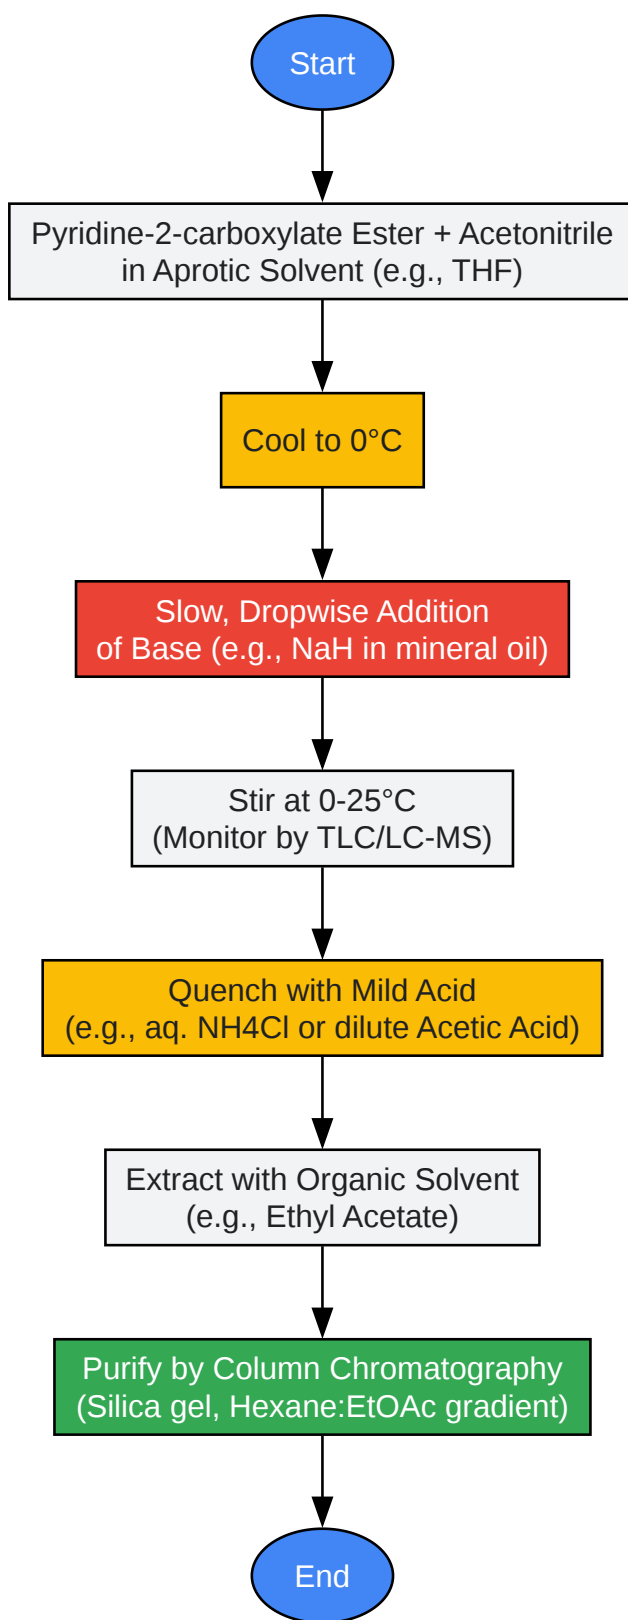 Start
Pyridine-2-carboxylate Ester + Acetonitrile
in Aprotic Solvent (e.g., THF)
Cool to 0°C
Slow, Dropwise Addition
of Base (e.g., NaH in mineral oil)
Stir at 0-25°C
(Monitor by TLC/LC-MS)
Quench with Mild Acid
(e.g., aq. NH4Cl or dilute Acetic Acid)
Extract with Organic Solvent
(e.g., Ethyl Acetate)
Purify by Column Chromatography
(Silica gel, Hexane:EtOAc gradient)
End